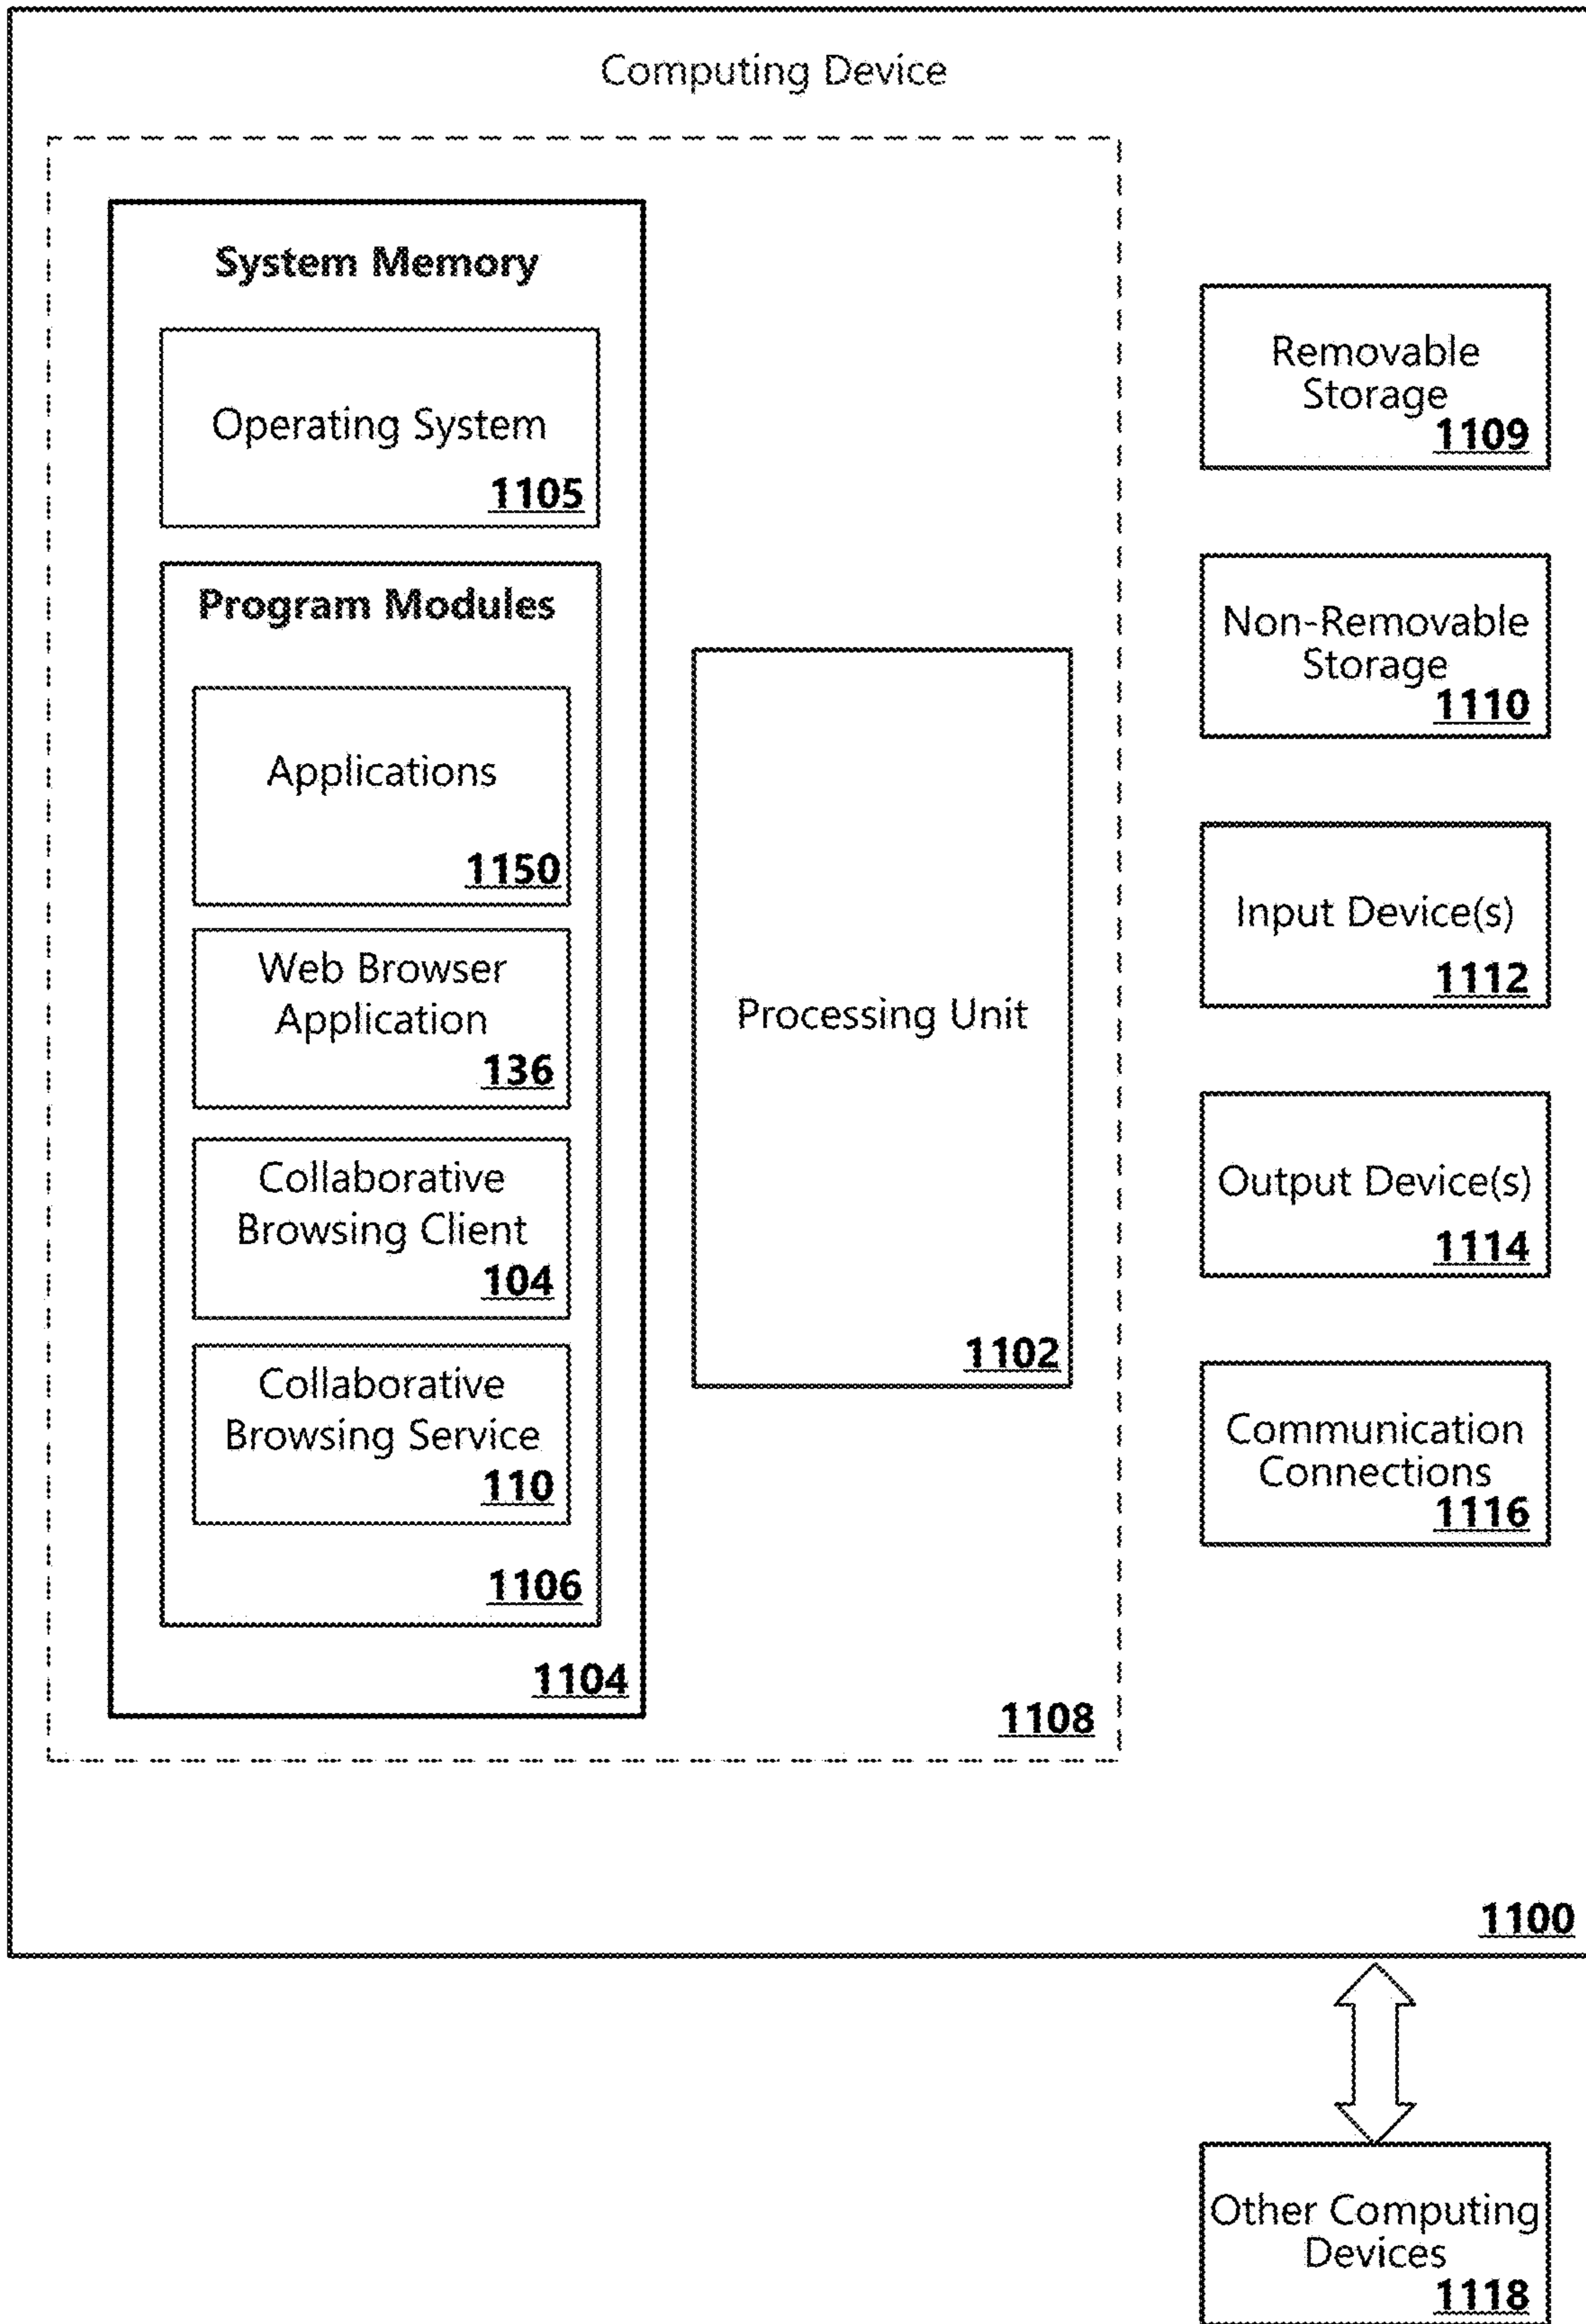 Computing Device
System Memory
Operating System
1105
Program Modules
Applications
1150
Web Browser
Application
136
Collaborative
Browsing Client
104
Collaborative
Browsing Service
110
1106
1104
Processing Unit
1102
1108
Removable
Storage
1109
Non-Removable
Storage
1110
Input Device(s)
1112
Output Device(s)
1114
Communication
Connections
1116
1100
Other Computing
Devices
1118